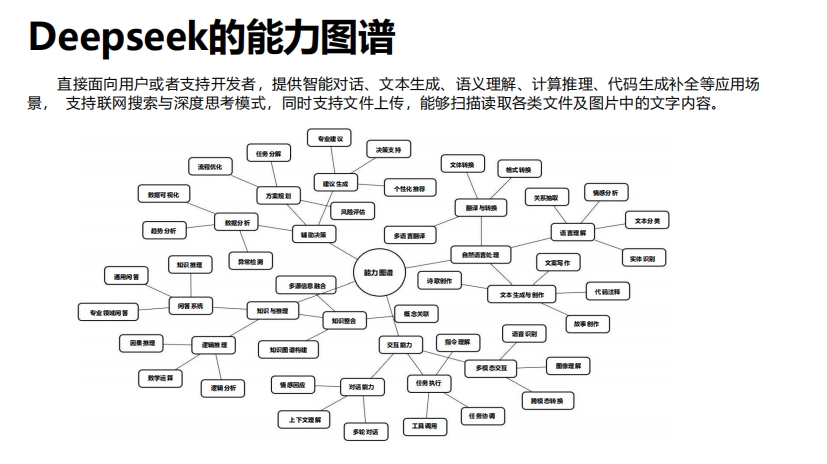 Deepseek的能力图谱
直接面向用户或者支持开发者，提供智能对话、文本生成、语义理解、计算推理、代码生成补全等应用场
景， 支持联网搜索与深度思考模式，同时支持文件上传，能够扫描读取各类文件及图片中的文字内容。
专业建议
决策支持
任务分解
流程优化
建议生成
个性化推荐
方案规划
数据可视化
风险评估
数据分析
趋势分析
辅助决策
异常检测
文体转换
格式转换
情感分析
关系抽取
翻译与转换
文本分类
语言理解
多语言翻译
自然语言处理
实体识别
文案写作
能力图谱
诗歌创作
代码注释
文本生成与创作
故事创作
知识推理
通用问答
多源信息融合
问答系统
知识与推理
专业领域问答
概念关联
知识整合
因果推理
逻辑推理
知识图谱构建
数学运算
逻辑分析
交互能力
指令理解
语音识别
多模态交互
图像理解
跨模态转换
情感回应
对话能力
任务执行
上下文理解
多轮对话
工具调用
任务协调